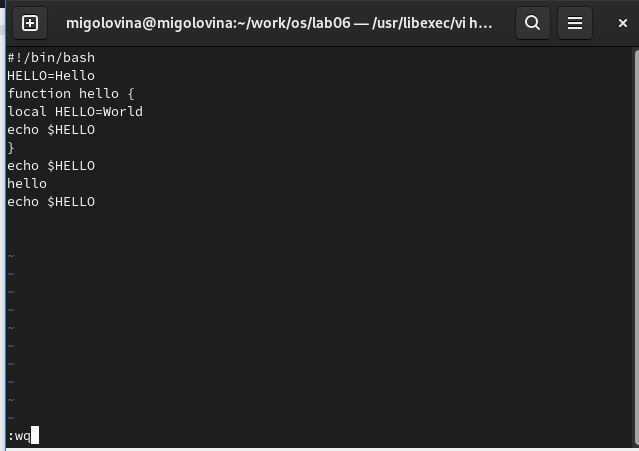 migolovina@migolovina:~/work/os/lab06 — /usr/libexec/vi h...
#!/bin/bash
HELLO=Hello
function hello {
local HELLO=World
echo $HELLO
}
echo $HELLO
hello
echo $HELLO
~
~
~
~
~
~
~
~
~
~
:wq